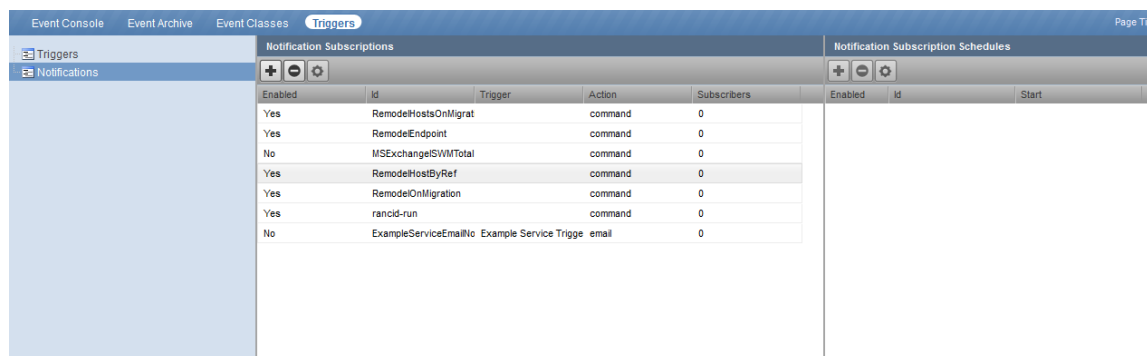 Event Console Event Archive Event Classes Triggers Page Ti
Triggers
Notifications
Notification Subscriptions
Enabled Id Trigger Action Subscribers
Yes RemodelHostsOnMigrat command 0
Yes RemodelEndpoint command 0
No MSExchangeISWMTotal command 0
Yes RemodelHostByRef command 0
Yes RemodelOnMigration command 0
Yes rancid-run command 0
No ExampleServiceEmailNo Example Service Trigge email 0
Notification Subscription Schedules
Enabled Id Start